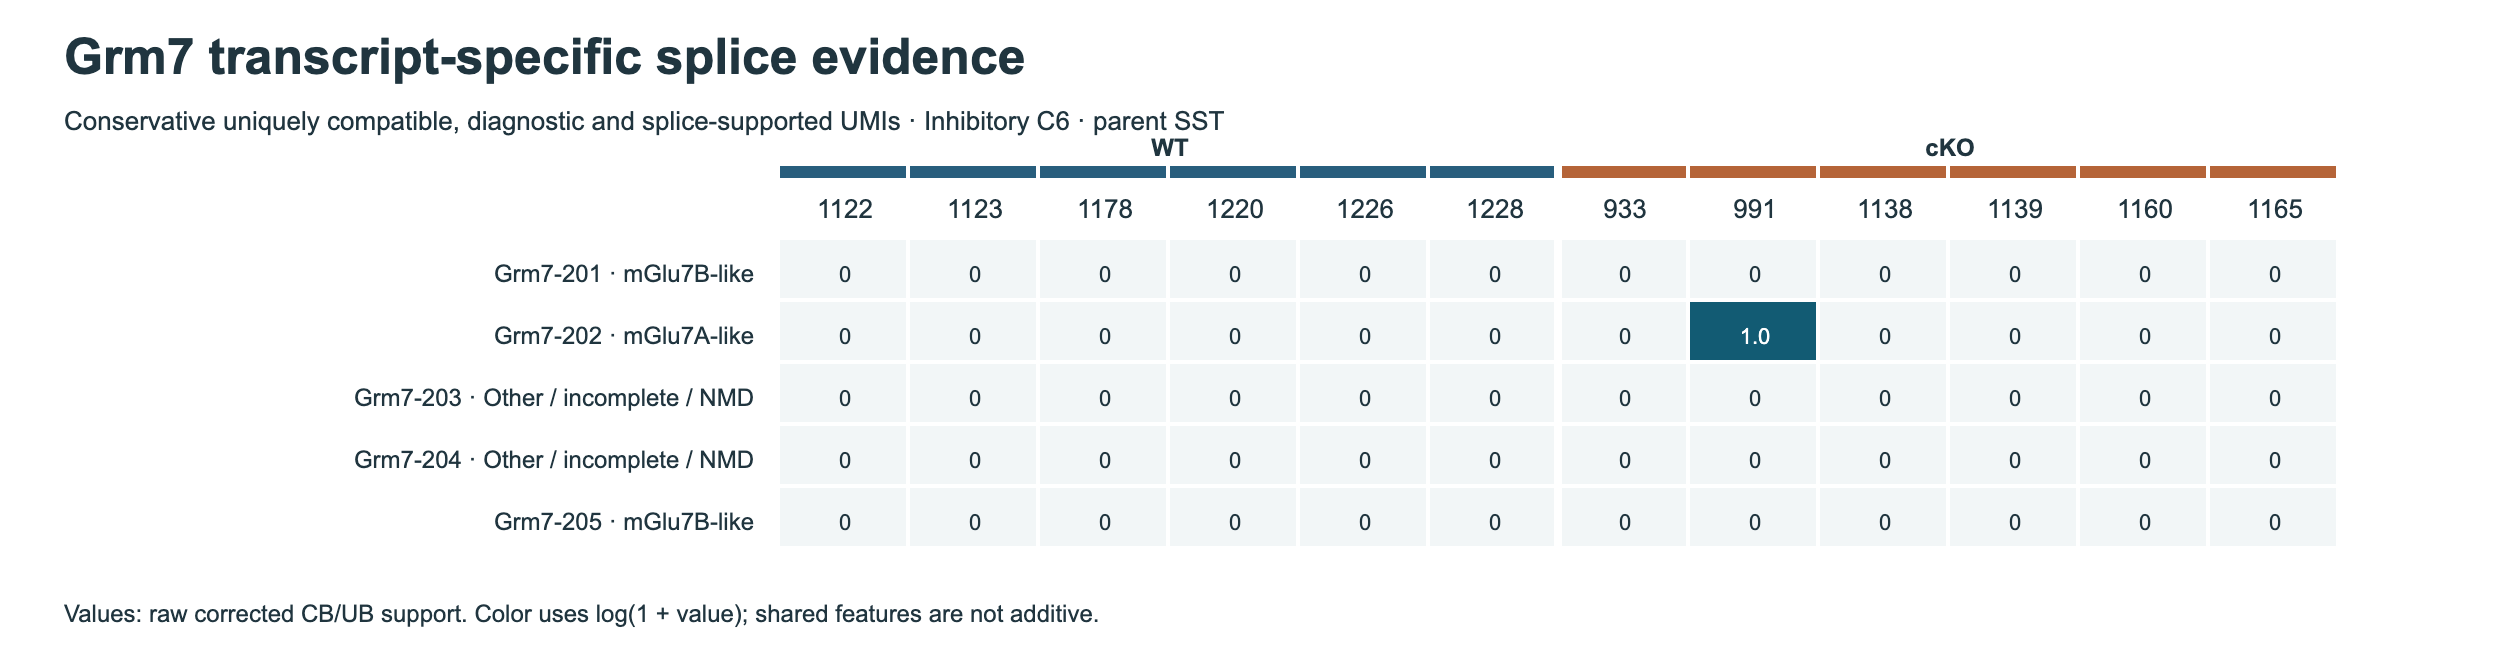 Grm7 transcript-specific splice evidence
Conservative uniquely compatible, diagnostic and splice-supported UMIs · Inhibitory C6 · parent SST
WT cKO
1122 1123 1178 1220 1226 1228 933 991 1138 1139 1160 1165
Grm7-201 · mGlu7B-like 0 0 0 0 0 0 0 0 0 0 0 0
Grm7-202 · mGlu7A-like 0 0 0 0 0 0 0 1.0 0 0 0 0
Grm7-203 · Other / incomplete / NMD 0 0 0 0 0 0 0 0 0 0 0 0
Grm7-204 · Other / incomplete / NMD 0 0 0 0 0 0 0 0 0 0 0 0
Grm7-205 · mGlu7B-like 0 0 0 0 0 0 0 0 0 0 0 0
Values: raw corrected CB/UB support. Color uses log(1 + value); shared features are not additive.